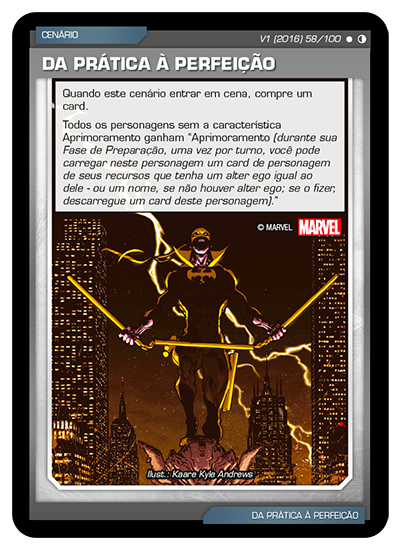 CENÁRIO
V1 (2016) 58/100
DA PRÁTICA À PERFEIÇÃO
Quando este cenário entrar em cena, compre um
card.
Todos os personagens sem a característica
Aprimoramento ganham “Aprimoramento (durante sua
Fase de Preparação, uma vez por turno, você pode
carregar neste personagem um card de personagem
de seus recursos que tenha um alter ego igual ao
dele - ou um nome, se não houver alter ego; se o fizer,
descarregue um card deste personagem).”
© MARVEL MARVEL
Ilust.: Kaare Kyle Andrews
DA PRÁTICA À PERFEIÇÃO